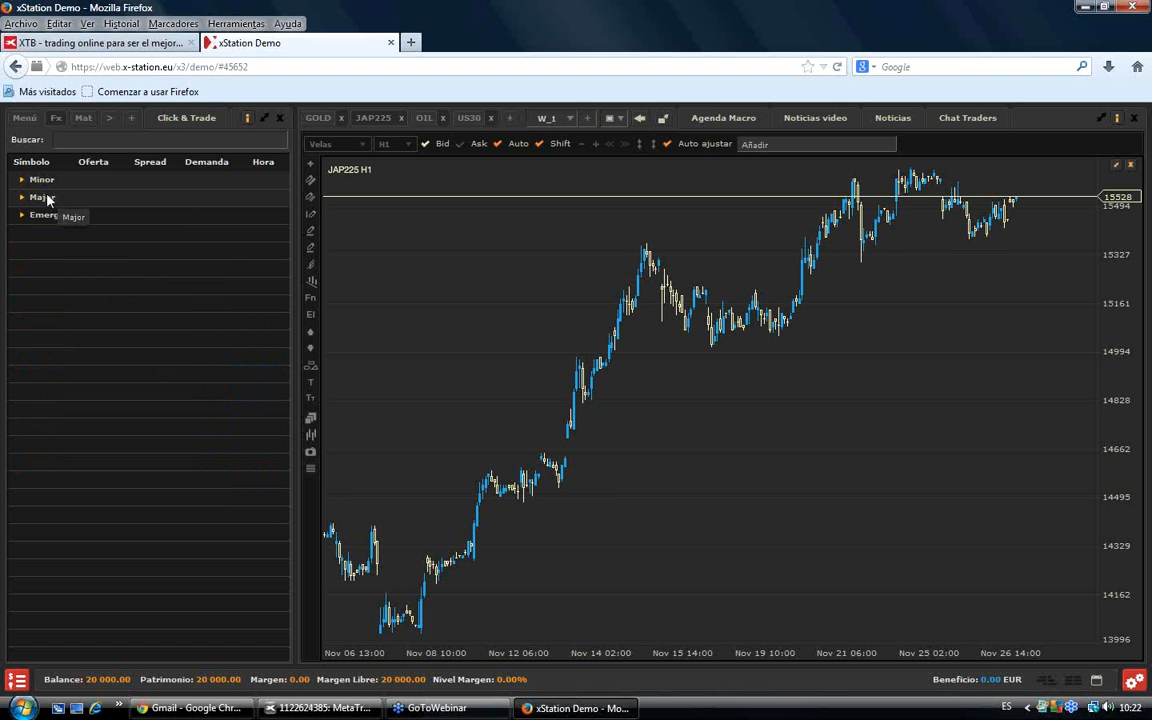 xStation Demo - Mozilla Firefox
Archivo Editar Ver Historial Marcadores Herramientas Ayuda
XTB - trading online para ser el mejor... × xStation Demo × +
https://web.x-station.eu/x3/demo/#45652 Google
Más visitados Comenzar a usar Firefox
Menú Fx Mat > + Click & Trade GOLD x JAP225 x OIL x US30 x + W_1 + Agenda Macro Noticias video Noticias Chat Traders
Buscar: Velas H1 Bid Ask Auto Shift - + << >> Auto ajustar Añadir
Símbolo Oferta Spread Demanda Hora
Minor
Major
Emerg
Major
JAP225 H1
15528
15494
15327
15161
14994
14828
14662
14495
14329
14162
13996
Fn
EI
T
TT
Nov 06 13:00 Nov 08 10:00 Nov 12 06:00 Nov 14 02:00 Nov 15 14:00 Nov 19 10:00 Nov 21 06:00 Nov 25 02:00 Nov 26 14:00
Balance: 20 000.00 Patrimonio: 20 000.00 Margen: 0.00 Margen Libre: 20 000.00 Nivel Margen: 0.00% Beneficio: 0.00 EUR
Gmail - Google Chr... 1122624385: MetaTr... GoToWebinar xStation Demo - Mo... ES 10:22